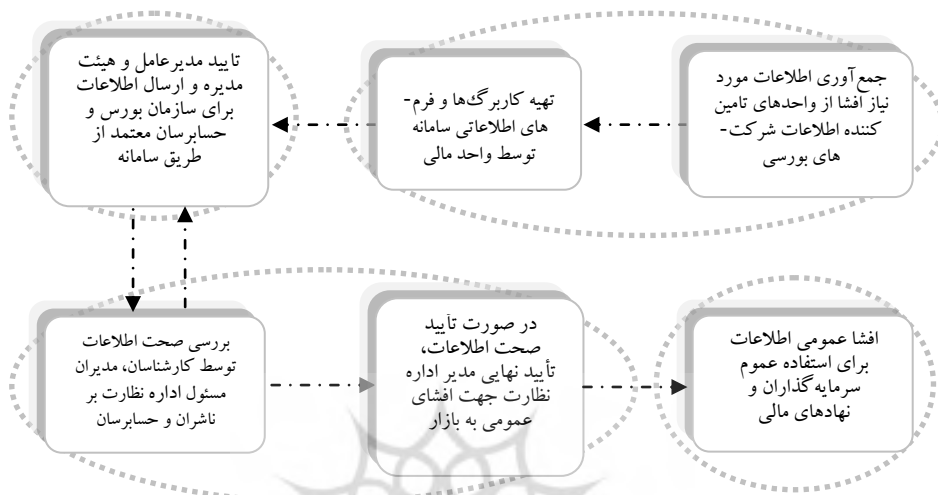 جمع‌آوری اطلاعات مورد
نیاز افشا از واحدهای تامین
کننده اطلاعات شرکت-
های بورسی
تهیه کاربرگ‌ها و فرم-
های اطلاعاتی سامانه
توسط واحد مالی
تایید مدیرعامل و هیئت
مدیره و ارسال اطلاعات
برای سازمان بورس و
حسابرسان معتمد از
طریق سامانه
بررسی صحت اطلاعات
توسط کارشناسان، مدیران
مسئول اداره نظارت بر
ناشران و حسابرسان
در صورت تأیید
صحت اطلاعات،
تأیید نهایی مدیر اداره
نظارت جهت افشای
عمومی به بازار
افشا عمومی اطلاعات
برای استفاده عموم
سرمایه‌گذاران و
نهادهای مالی